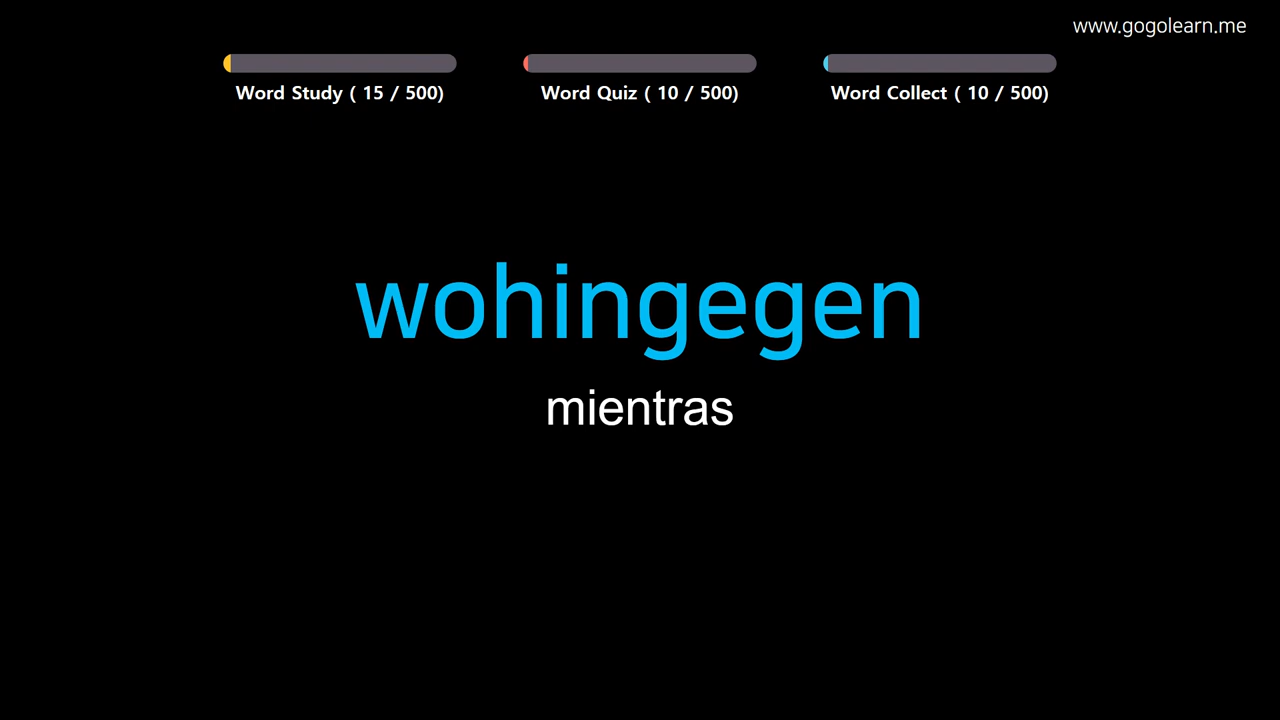 www.gogolearn.me
Word Study ( 15 / 500)
Word Quiz ( 10 / 500)
Word Collect ( 10 / 500)
wohingegen
mientras